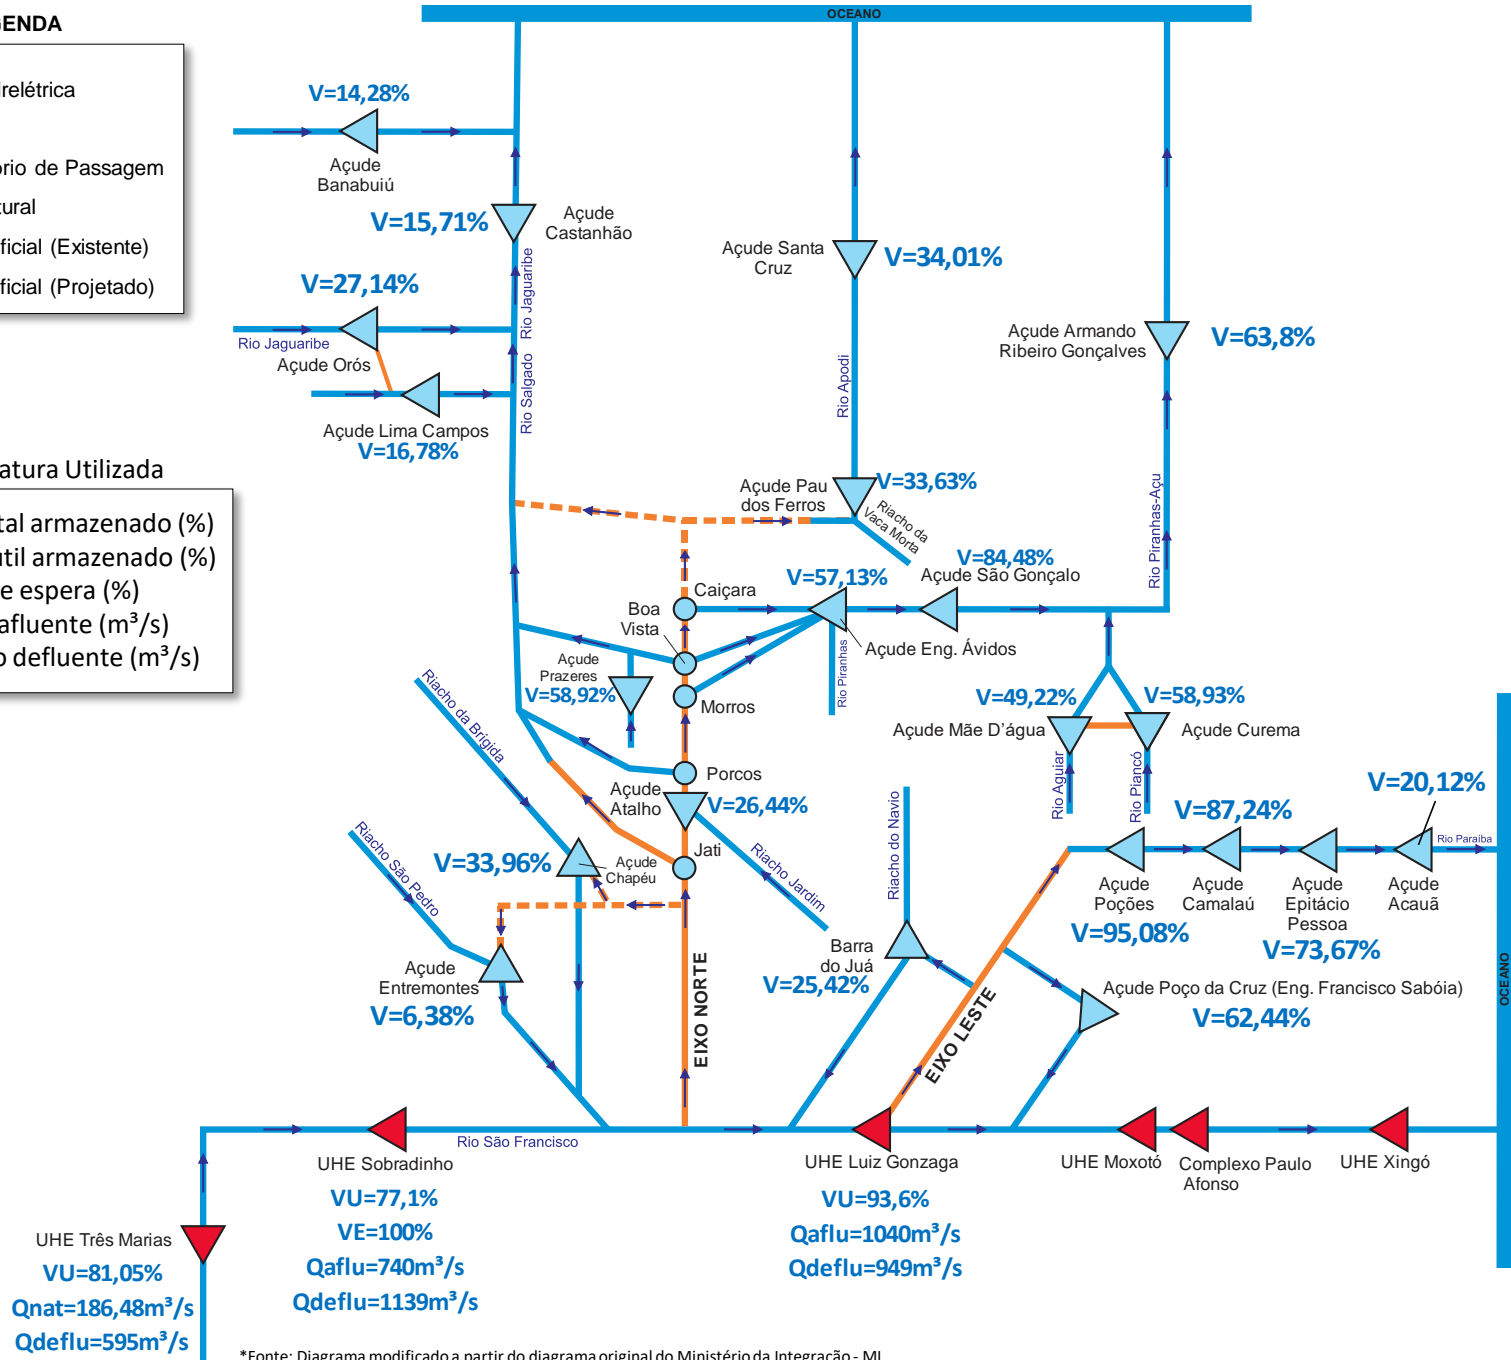 OCEANO
V=14,28%
Açude
Banabuiú
V=15,71%
Açude
Castanhão
V=27,14%
Rio Jaguaribe
Açude Orós
Rio Jaguaribe
Rio Salgado
Açude Lima Campos
V=16,78%
Açude Santa
Cruz
V=34,01%
Rio Apodi
Açude Armando
Ribeiro Gonçalves
V=63,8%
Rio Piranhas-Açu
Açude Pau
dos Ferros
V=33,63%
Riacho da
Vaca Morta
V=84,48%
Açude São Gonçalo
V=57,13%
Açude Eng. Ávidos
Rio Piranhas
Caiçara
Boa
Vista
Morros
Açude
Prazeres
V=58,92%
Porcos
Açude
Atalho
V=26,44%
Jati
Riacho Jardim
Riacho da Brígida
Riacho São Pedro
V=33,96%
Açude
Chapéu
Açude
Entremontes
V=6,38%
EIXO NORTE
V=49,22%
Açude Mãe D’água
V=58,93%
Açude Curema
Rio Aguiar
Rio Piancó
V=20,12%
V=87,24%
Rio Paraíba
Açude
Poções
Açude
Camalaú
Açude
Epitácio
Pessoa
Açude
Acauã
V=95,08%
V=73,67%
Riacho do Navio
Barra
do Juá
V=25,42%
EIXO LESTE
Açude Poço da Cruz (Eng. Francisco Sabóia)
V=62,44%
OCEANO
Rio São Francisco
UHE Sobradinho
VU=77,1%
VE=100%
Qaflu=740m³/s
Qdeflu=1139m³/s
UHE Luiz Gonzaga
VU=93,6%
Qaflu=1040m³/s
Qdeflu=949m³/s
UHE Moxotó
Complexo Paulo
Afonso
UHE Xingó
UHE Três Marias
VU=81,05%
Qnat=186,48m³/s
Qdeflu=595m³/s
GENDA
relétrica
rio de Passagem
tural
ficial (Existente)
ficial (Projetado)
atura Utilizada
tal armazenado (%)
útil armazenado (%)
e espera (%)
afluente (m³/s)
o defluente (m³/s)
*Fonte: Diagrama modificado a partir do diagrama original do Ministério da Integração - MI